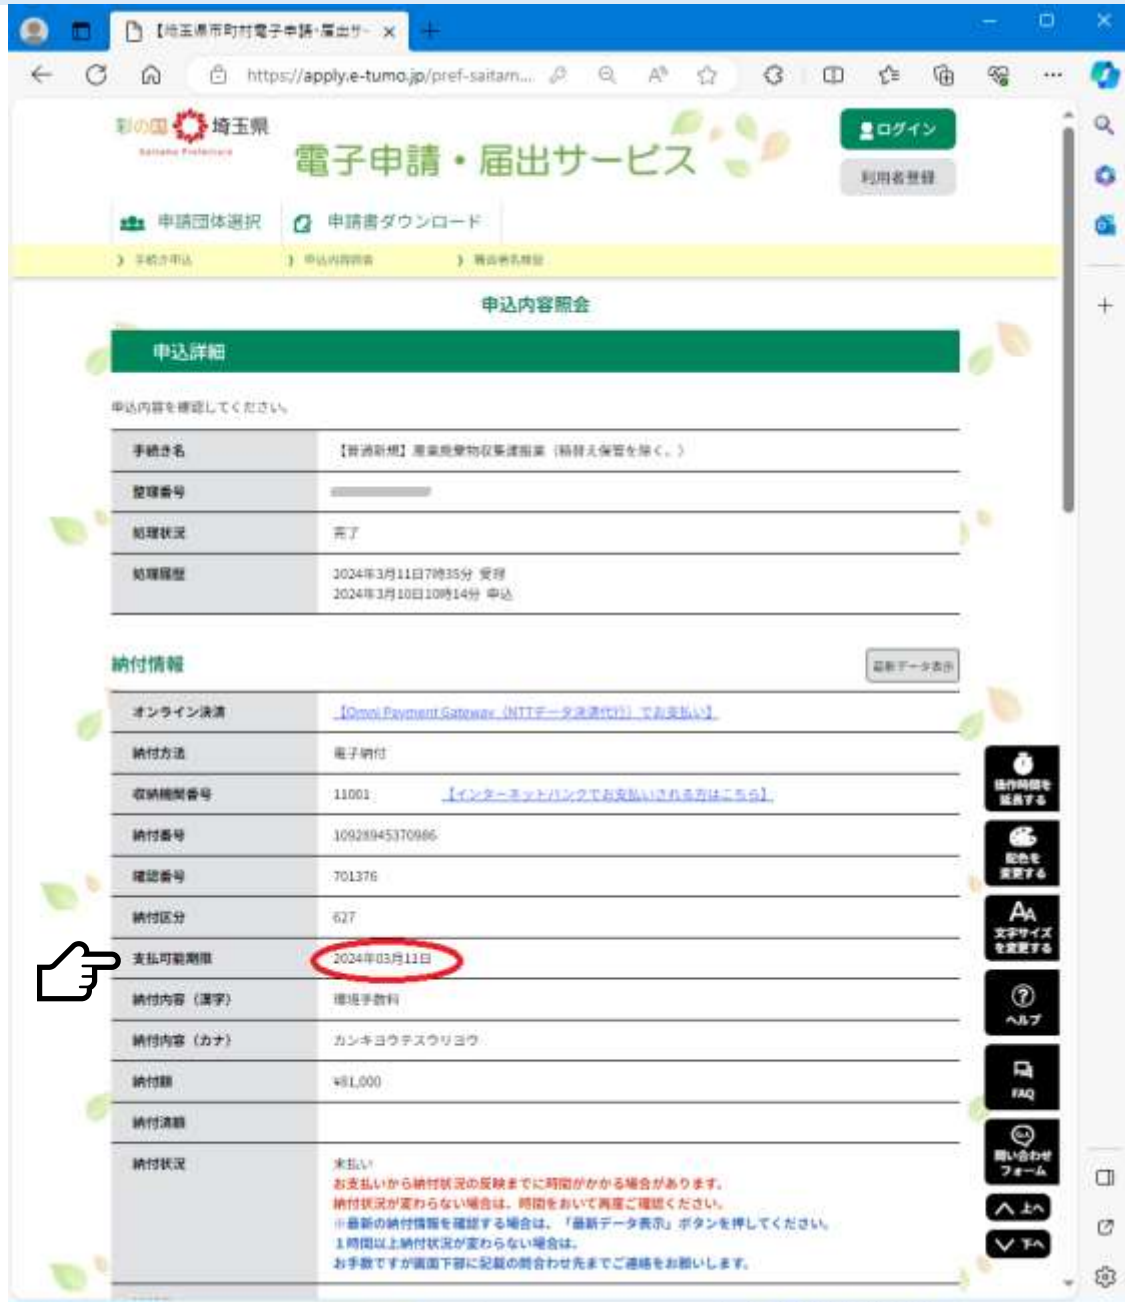 【埼玉県市町村電子申請・届出サー
https://apply.e-tumo.jp/pref-saitam...
彩の国 埼玉県
Saitama Prefecture
電子申請・届出サービス
ログイン
利用者登録
申請団体選択
申請書ダウンロード
手続き申込
申込内容照会
職責署名検証
申込内容照会
申込詳細
申込内容を確認してください。
手続き名 【普通新規】産業廃棄物収集運搬業（積替え保管を除く。）
整理番号
処理状況 完了
処理履歴 2024年3月11日7時35分 受理
2024年3月10日10時14分 申込
納付情報
最新データ表示
オンライン決済 【Omni Payment Gateway（NTTデータ決済代行）でお支払い】
納付方法 電子納付
収納機関番号 11001 【インターネットバンクでお支払いされる方はこちら】
納付番号 10928945370986
確認番号 701376
納付区分 627
支払可能期限 2024年03月11日
納付内容（漢字） 環境手数料
納付内容（カナ） カンキヨウテスウリヨウ
納付額 ¥81,000
納付済額
納付状況 未払い
お支払いから納付状況の反映までに時間がかかる場合があります。
納付状況が変わらない場合は、時間をおいて再度ご確認ください。
※最新の納付情報を確認する場合は、「最新データ表示」ボタンを押してください。
１時間以上納付状況が変わらない場合は、
お手数ですが画面下部に記載の問合わせ先までご連絡をお願いします。
操作時間を
延長する
配色を
変更する
文字サイズ
を変更する
ヘルプ
FAQ
問い合わせ
フォーム
上へ
下へ